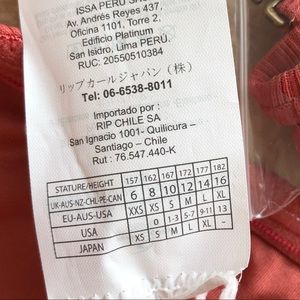 ISSA PERU
Av. Andrés Reyes 437,
Oficina 1101, Torre 2,
Edificio Platinum
San Isidro, Lima PERÚ.
RUC: 20550510384
リップカールジャパン（株）
Tel: 06-6538-8011
Importado por :
RIP CHILE SA
San Ignacio 1001- Quilicura -
Santiago – Chile
Rut : 76.547.440-K
STATURE/HEIGHT 157 162 167 172 177 182
UK-AUS-NZ-CHL-PE-CAN 6 8 10 12 14 16
EU-AUS-USA XXS XS S M L XL
USA 0 1-3 5-7 9-11 13
JAPAN XS S M L XL -